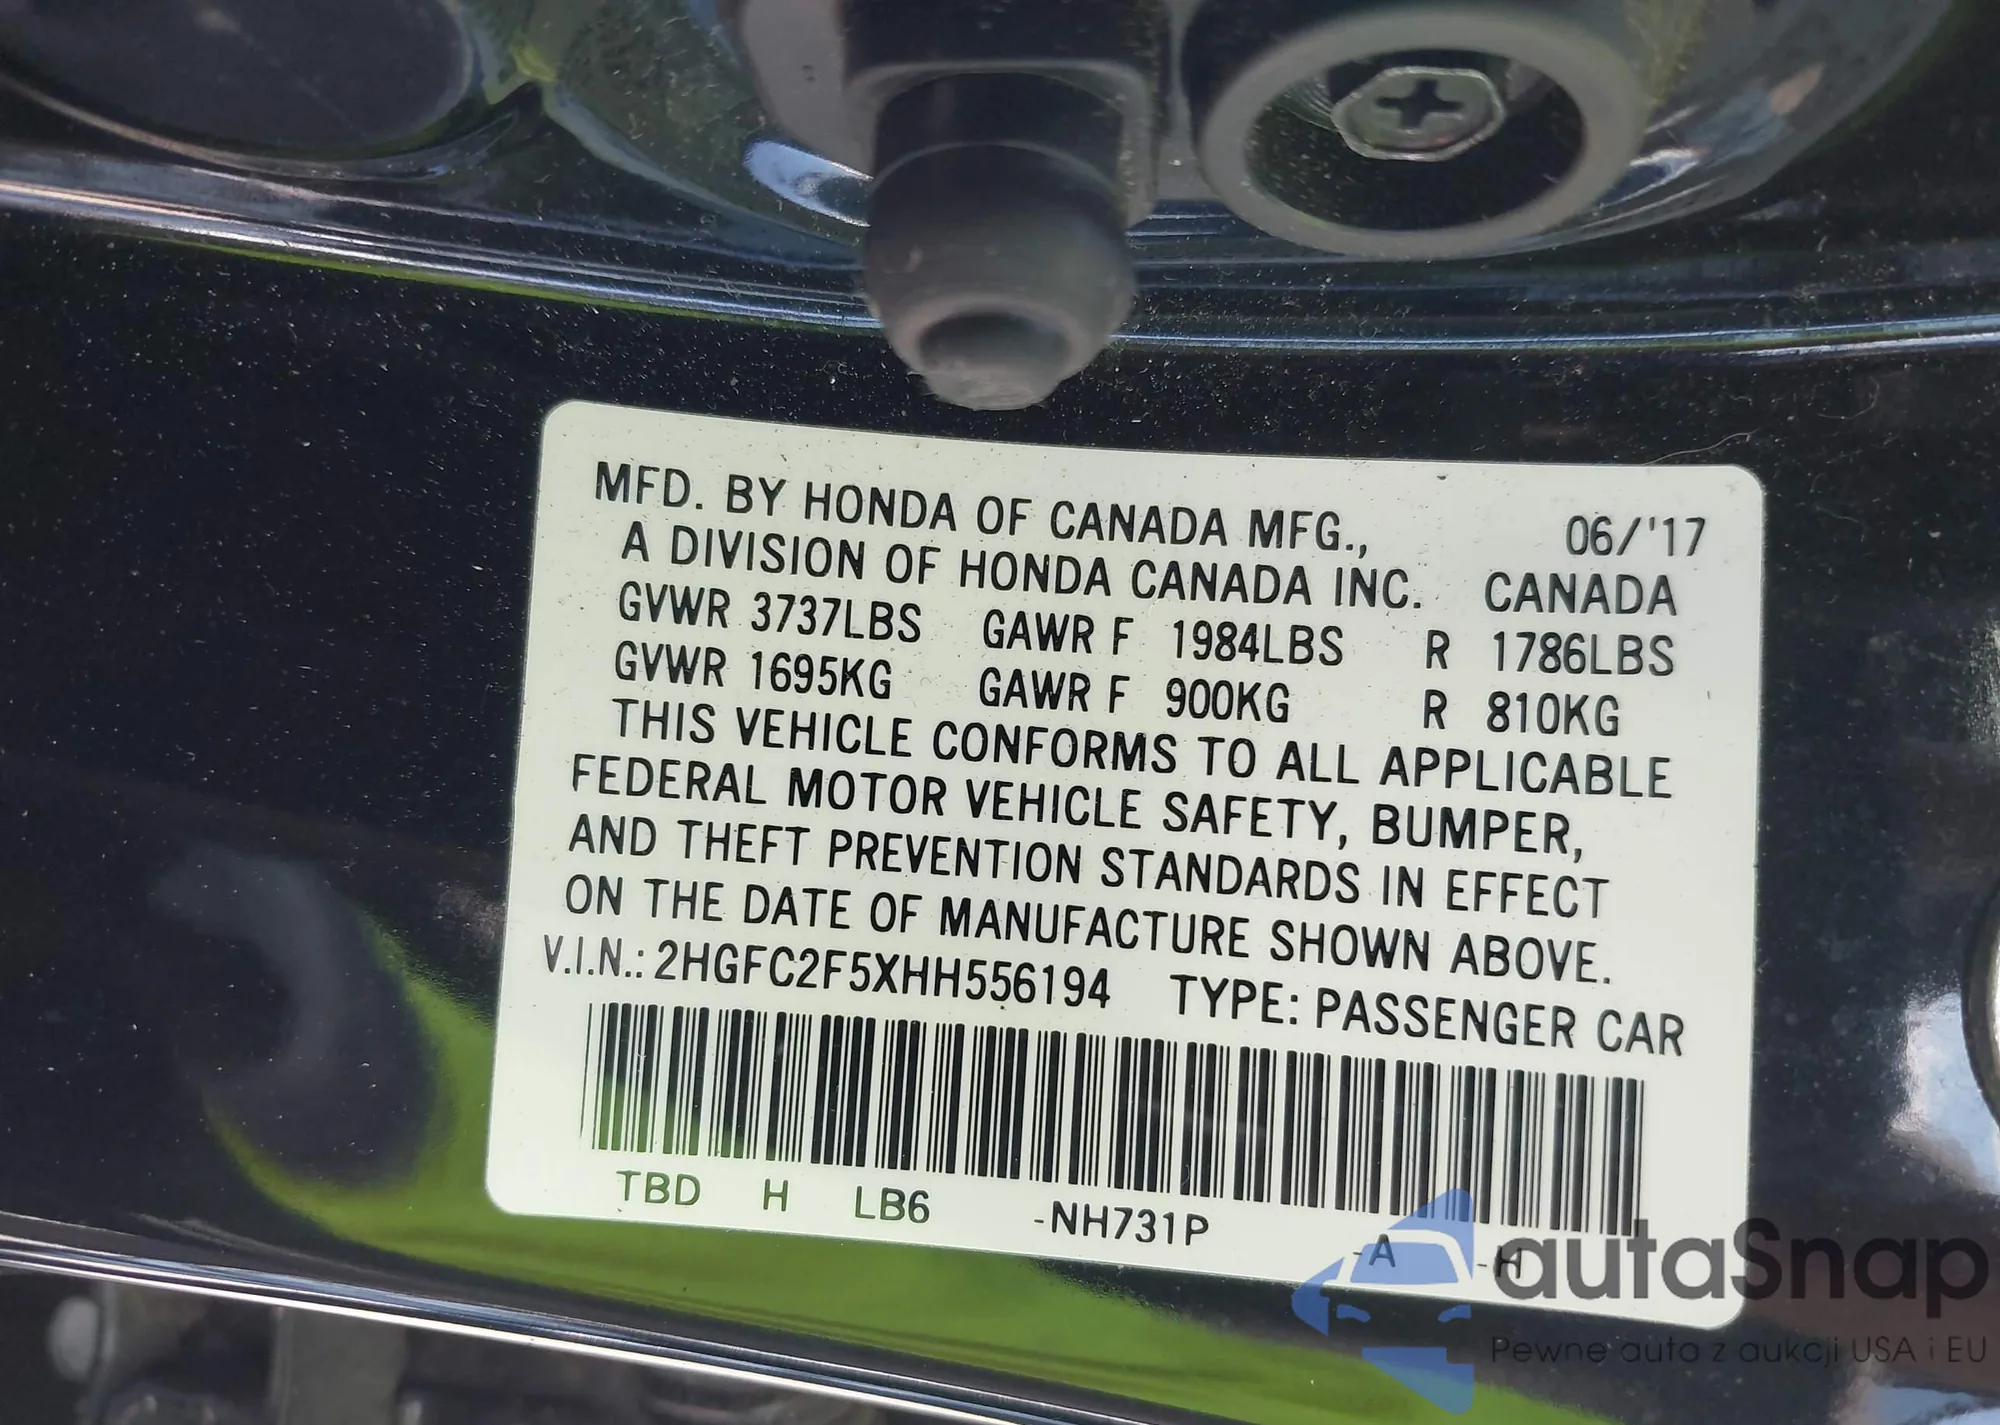 MFD. BY HONDA OF CANADA MFG., 06/'17
A DIVISION OF HONDA CANADA INC. CANADA
GVWR 3737LBS GAWR F 1984LBS R 1786LBS
GVWR 1695KG GAWR F 900KG R 810KG
THIS VEHICLE CONFORMS TO ALL APPLICABLE
FEDERAL MOTOR VEHICLE SAFETY, BUMPER,
AND THEFT PREVENTION STANDARDS IN EFFECT
ON THE DATE OF MANUFACTURE SHOWN ABOVE.
V.I.N.: 2HGFC2F5XHH556194 TYPE: PASSENGER CAR
TBD H LB6 -NH731P -A -H
autaSnap
Pewne auta z aukcji USA i EU